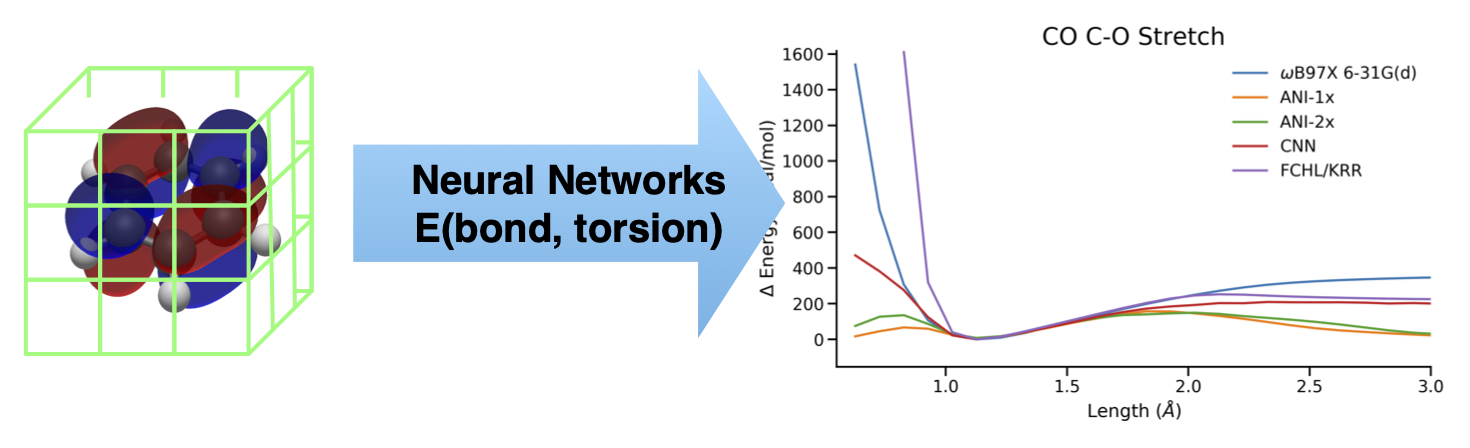 Neural Networks
E(bond, torsion)
CO C-O Stretch
1600
1400
1200
1000
800
600
400
200
0
Δ Energ
al/mol)
ωB97X 6-31G(d)
ANI-1x
ANI-2x
CNN
FCHL/KRR
1.0 1.5 2.0 2.5 3.0
Length (Å)